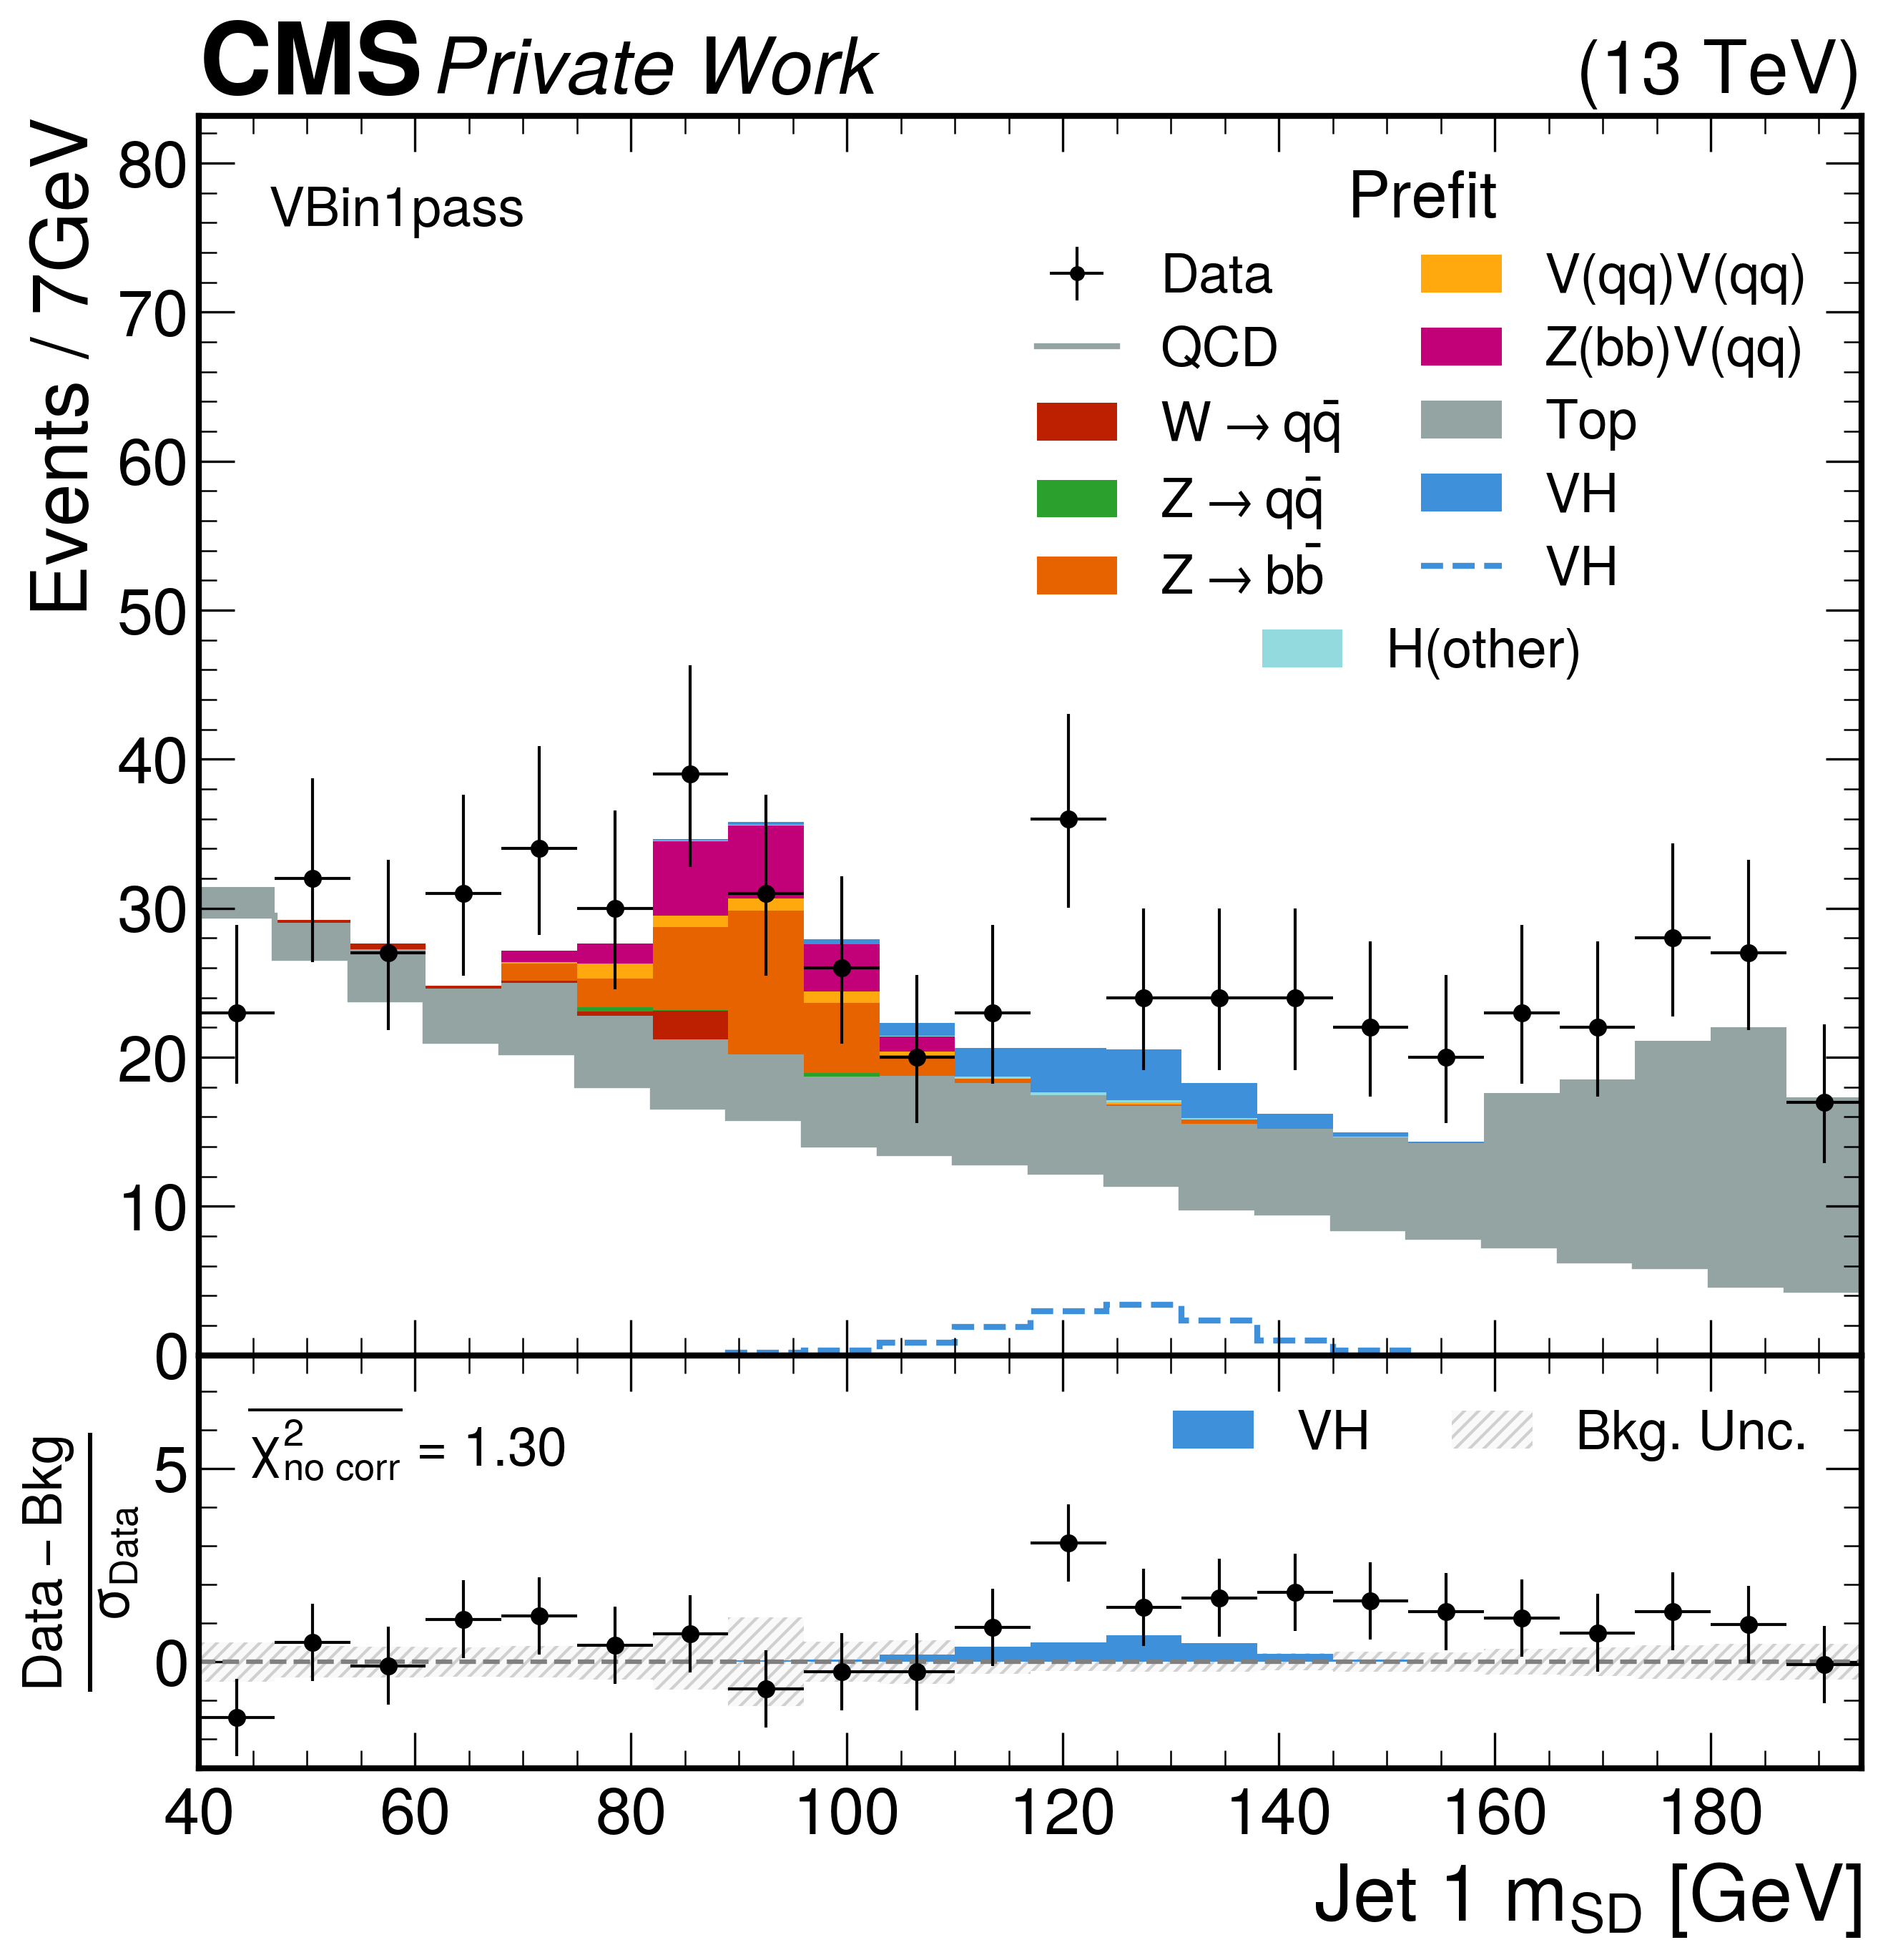 CMS Private Work (13 TeV)
Events / 7GeV
80
70
60
50
40
30
20
10
0
VBin1pass
Prefit
Data
QCD
W → qq̄
Z → qq̄
Z → bb̄
V(qq)V(qq)
Z(bb)V(qq)
Top
VH
VH
H(other)
Data − Bkg
σData
5
0
χ²no corr = 1.30
VH
Bkg. Unc.
40 60 80 100 120 140 160 180
Jet 1 mSD [GeV]